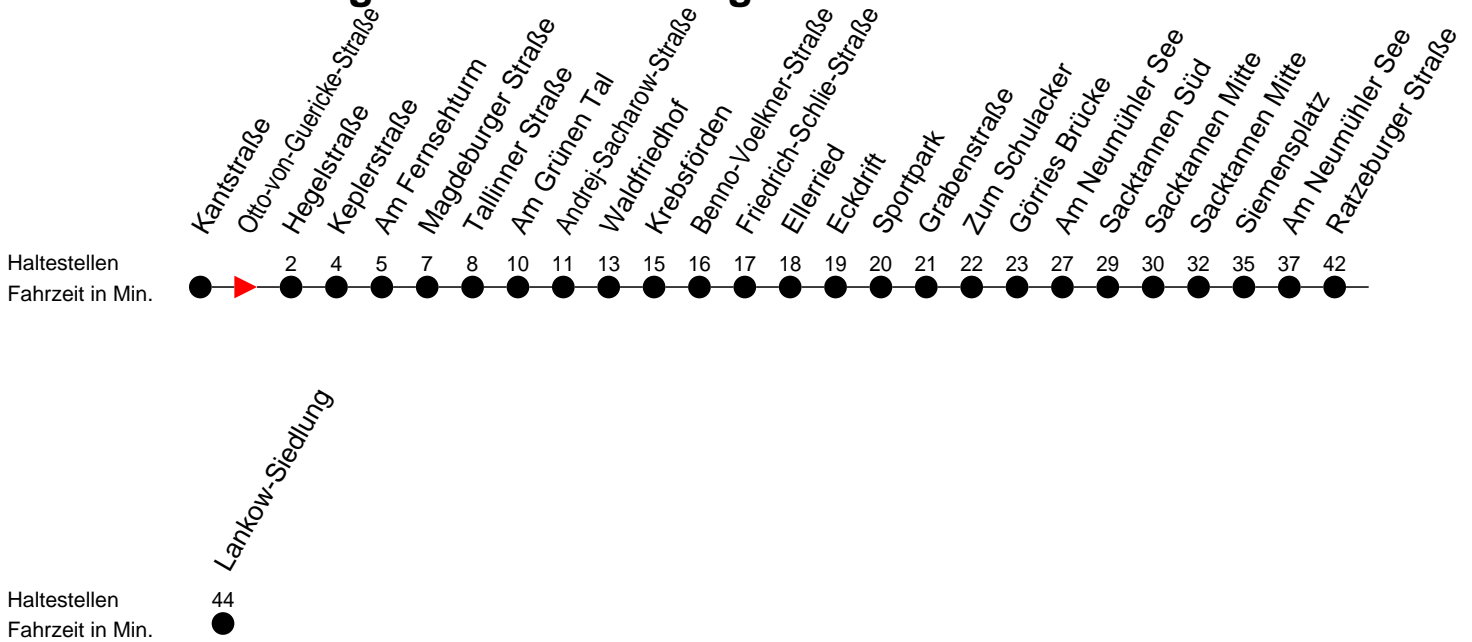 Kantstraße
Otto-von-Guericke-Straße
Hegelstraße
Keplerstraße
Am Fernsehturm
Magdeburger Straße
Tallinner Straße
Am Grünen Tal
Andrej-Sacharow-Straße
Waldfriedhof
Krebsförden
Benno-Voelkner-Straße
Friedrich-Schlie-Straße
Ellerried
Eckdrift
Sportpark
Grabenstraße
Zum Schulacker
Görries Brücke
Am Neumühler See
Sacktannen Süd
Sacktannen Mitte
Sacktannen Mitte
Siemensplatz
Am Neumühler See
Ratzeburger Straße
Haltestellen 2 4 5 7 8 10 11 13 15 16 17 18 19 20 21 22 23 27 29 30 32 35 37 42
Fahrzeit in Min.
Lankow-Siedlung
Haltestellen 44
Fahrzeit in Min.